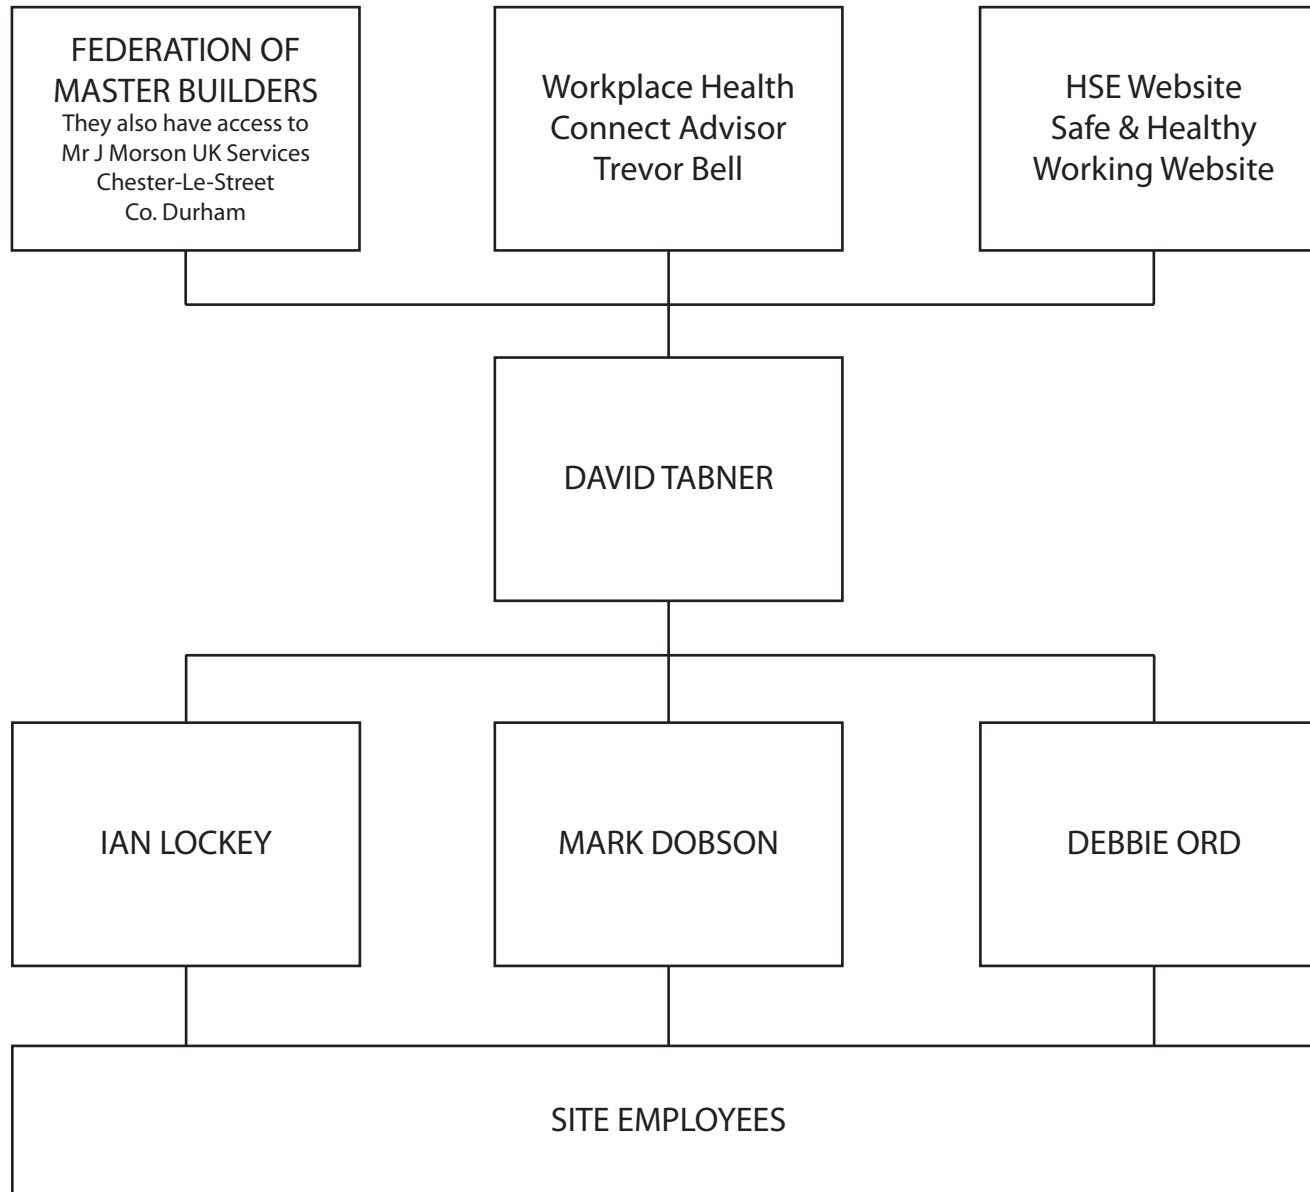 FEDERATION OF
MASTER BUILDERS
They also have access to
Mr J Morson UK Services
Chester-Le-Street
Co. Durham
Workplace Health
Connect Advisor
Trevor Bell
HSE Website
Safe & Healthy
Working Website
DAVID TABNER
IAN LOCKEY
MARK DOBSON
DEBBIE ORD
SITE EMPLOYEES